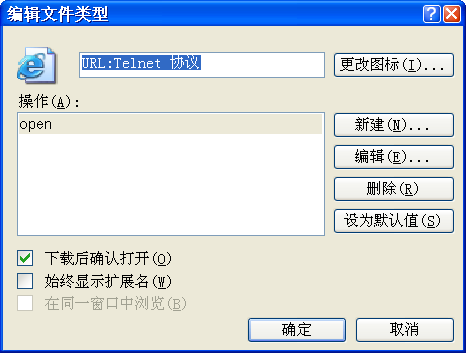 编辑文件类型
URL:Telnet 协议
更改图标(I)...
操作(A):
open
新建(N)...
编辑(E)...
删除(R)
设为默认值(S)
下载后确认打开(O)
始终显示扩展名(W)
在同一窗口中浏览(B)
确定
取消